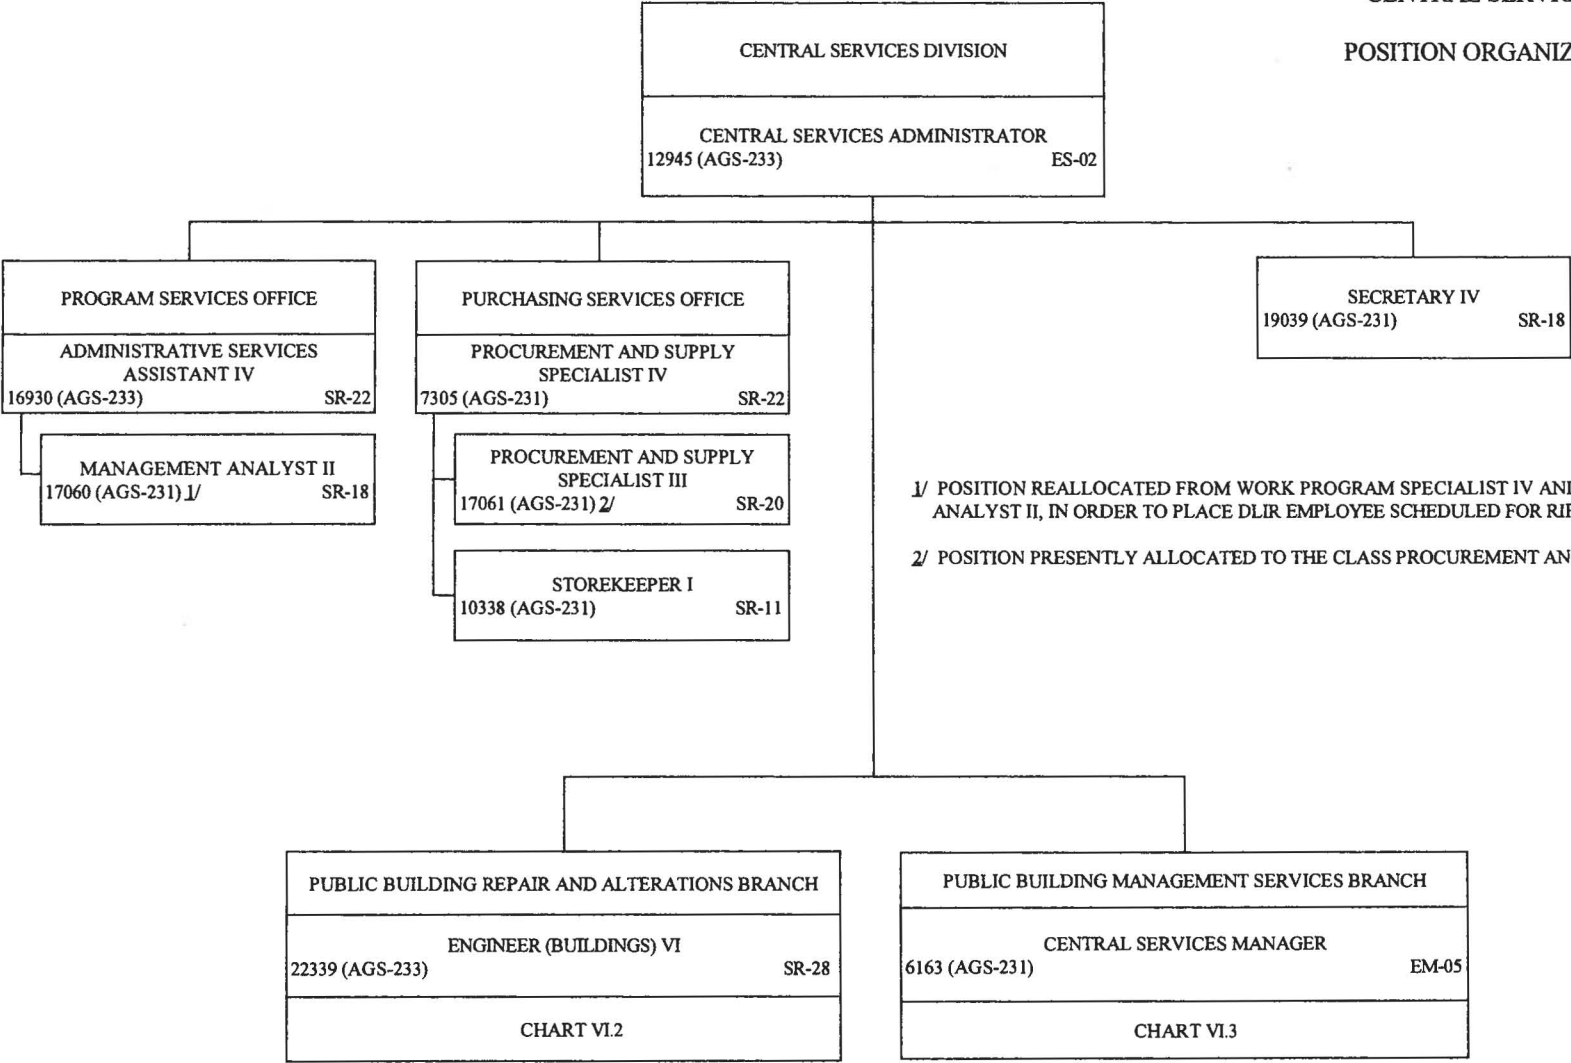 POSITION ORGANIZ
CENTRAL SERVICES DIVISION
CENTRAL SERVICES ADMINISTRATOR
12945 (AGS-233) ES-02
PROGRAM SERVICES OFFICE
ADMINISTRATIVE SERVICES
ASSISTANT IV
16930 (AGS-233) SR-22
MANAGEMENT ANALYST II
17060 (AGS-231) 1/ SR-18
PURCHASING SERVICES OFFICE
PROCUREMENT AND SUPPLY
SPECIALIST IV
7305 (AGS-231) SR-22
PROCUREMENT AND SUPPLY
SPECIALIST III
17061 (AGS-231) 2/ SR-20
STOREKEEPER I
10338 (AGS-231) SR-11
SECRETARY IV
19039 (AGS-231) SR-18
1/ POSITION REALLOCATED FROM WORK PROGRAM SPECIALIST IV AN
ANALYST II, IN ORDER TO PLACE DLIR EMPLOYEE SCHEDULED FOR RIF
2/ POSITION PRESENTLY ALLOCATED TO THE CLASS PROCUREMENT AN
PUBLIC BUILDING REPAIR AND ALTERATIONS BRANCH
ENGINEER (BUILDINGS) VI
22339 (AGS-233) SR-28
CHART VI.2
PUBLIC BUILDING MANAGEMENT SERVICES BRANCH
CENTRAL SERVICES MANAGER
6163 (AGS-231) EM-05
CHART VI.3